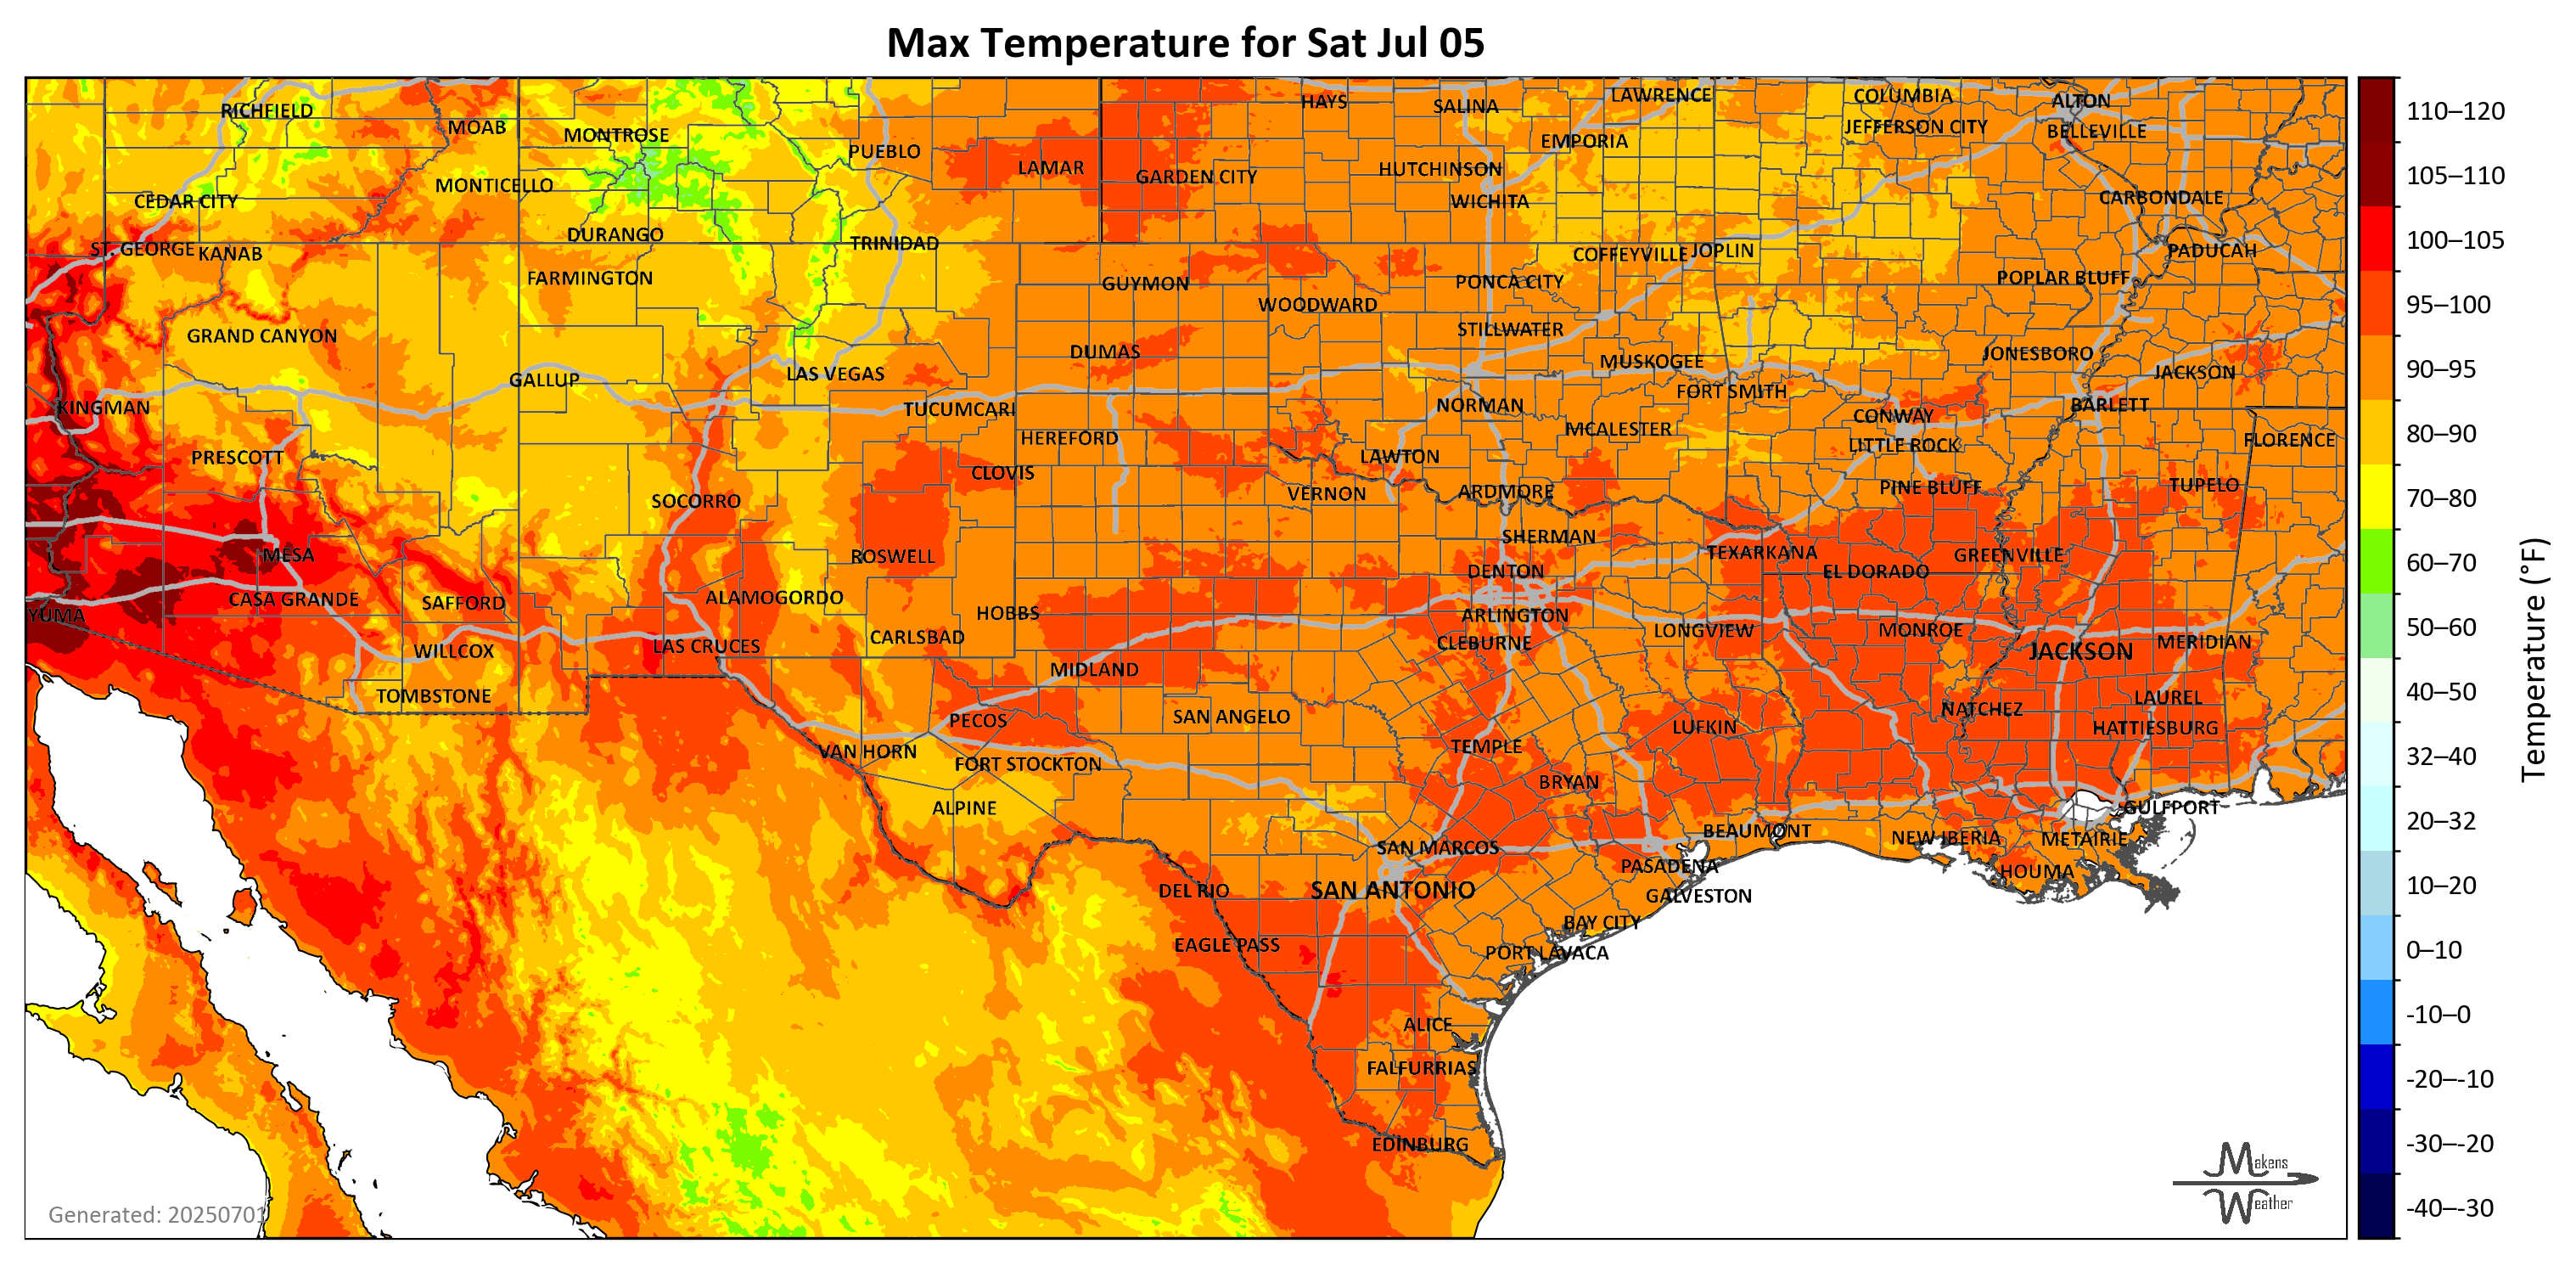 Max Temperature for Sat Jul 05
RICHFIELD
MOAB
MONTROSE
PUEBLO
LAMAR
HAYS
SALINA
LAWRENCE
COLUMBIA
ALTON
JEFFERSON CITY
BELLEVILLE
EMPORIA
GARDEN CITY
HUTCHINSON
MONTICELLO
CEDAR CITY
WICHITA
CARBONDALE
DURANGO
TRINIDAD
ST. GEORGE
KANAB
COFFEYVILLE
JOPLIN
PADUCAH
FARMINGTON
GUYMON
PONCA CITY
POPLAR BLUFF
WOODWARD
GRAND CANYON
STILLWATER
DUMAS
MUSKOGEE
JONESBORO
GALLUP
LAS VEGAS
JACKSON
FORT SMITH
KINGMAN
TUCUMCARI
NORMAN
BARLETT
CONWAY
HEREFORD
MCALESTER
LITTLE ROCK
FLORENCE
PRESCOTT
CLOVIS
LAWTON
SOCORRO
VERNON
ARDMORE
PINE BLUFF
TUPELO
SHERMAN
MESA
ROSWELL
TEXARKANA
GREENVILLE
DENTON
EL DORADO
CASA GRANDE
SAFFORD
ALAMOGORDO
HOBBS
YUMA
ARLINGTON
LONGVIEW
MONROE
WILLCOX
LAS CRUCES
CARLSBAD
CLEBURNE
JACKSON
MERIDIAN
MIDLAND
TOMBSTONE
LAUREL
PECOS
SAN ANGELO
NATCHEZ
LUFKIN
HATTIESBURG
VAN HORN
TEMPLE
FORT STOCKTON
BRYAN
ALPINE
GULFPORT
BEAUMONT
NEW IBERIA
METAIRIE
SAN MARCOS
PASADENA
HOUMA
DEL RIO
SAN ANTONIO
GALVESTON
BAY CITY
EAGLE PASS
PORT LAVACA
ALICE
FALFURRIAS
EDINBURG
Generated: 20250701
Makens
Weather
110–120
105–110
100–105
95–100
90–95
80–90
70–80
60–70
50–60
40–50
32–40
20–32
10–20
0–10
-10–0
-20–-10
-30–-20
-40–-30
Temperature (°F)